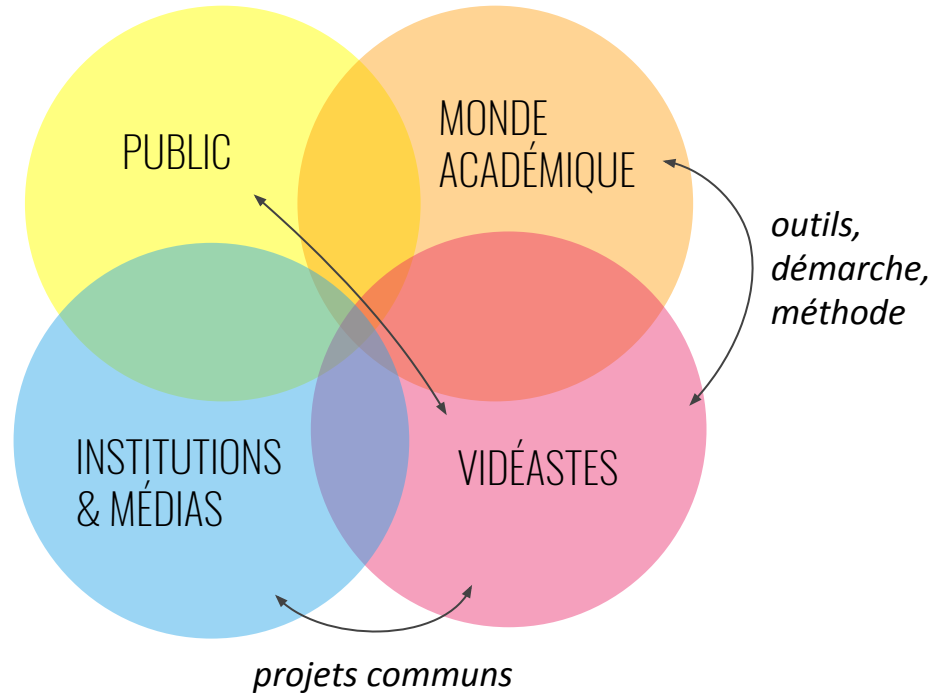 PUBLIC
MONDE
ACADÉMIQUE
outils,
démarche,
méthode
INSTITUTIONS
& MÉDIAS
VIDÉASTES
projets communs